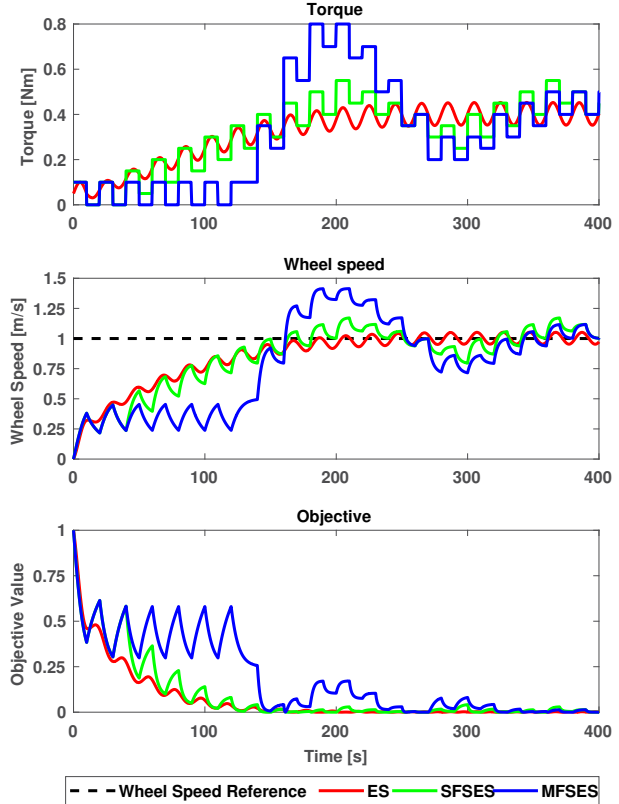 Torque
0.8
0.6
0.4
0.2
0
Torque [Nm]
0 100 200 300 400
Wheel speed
1.5
1.25
1
0.75
0.5
0.25
0
Wheel Speed [m/s]
0 100 200 300 400
Objective
1
0.75
0.5
0.25
0
Objective Value
0 100 200 300 400
Time [s]
Wheel Speed Reference ES SFSES MFSES